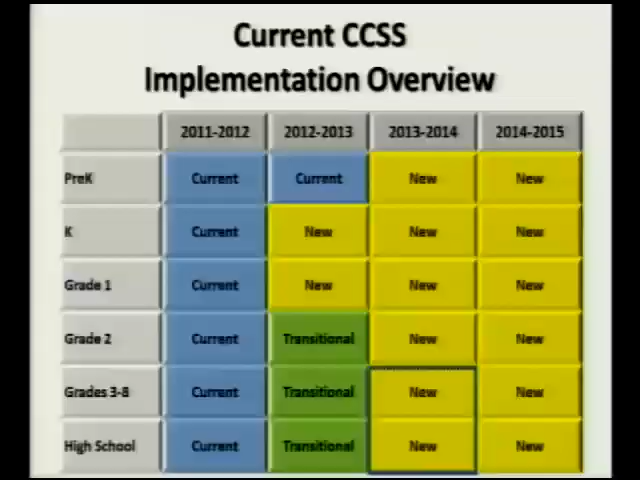 Current CCSS
Implementation Overview
2011-2012 2012-2013 2013-2014 2014-2015
PreK Current Current New New
K Current New New New
Grade 1 Current New New New
Grade 2 Current Transitional New New
Grades 3-8 Current Transitional New New
High School Current Transitional New New